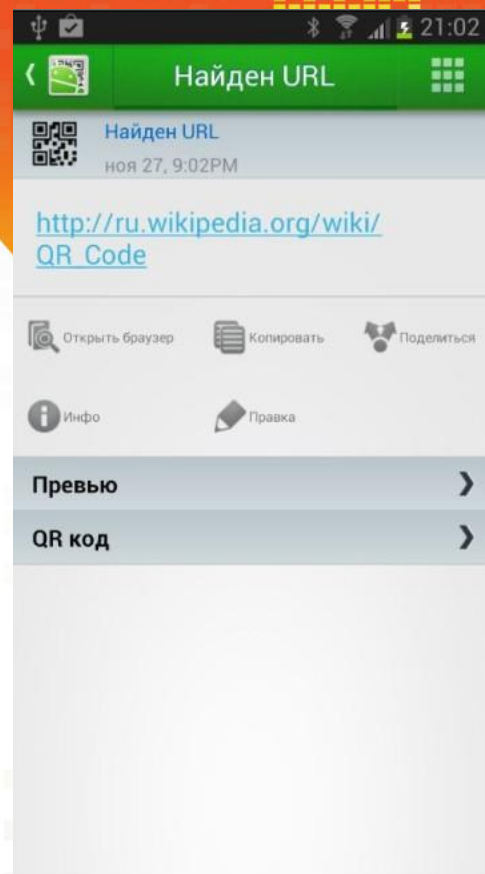 21:02
Найден URL
Найден URL
ноя 27, 9:02PM
http://ru.wikipedia.org/wiki/
QR_Code
Открыть браузер
Копировать
Поделиться
Инфо
Правка
Превью
QR код